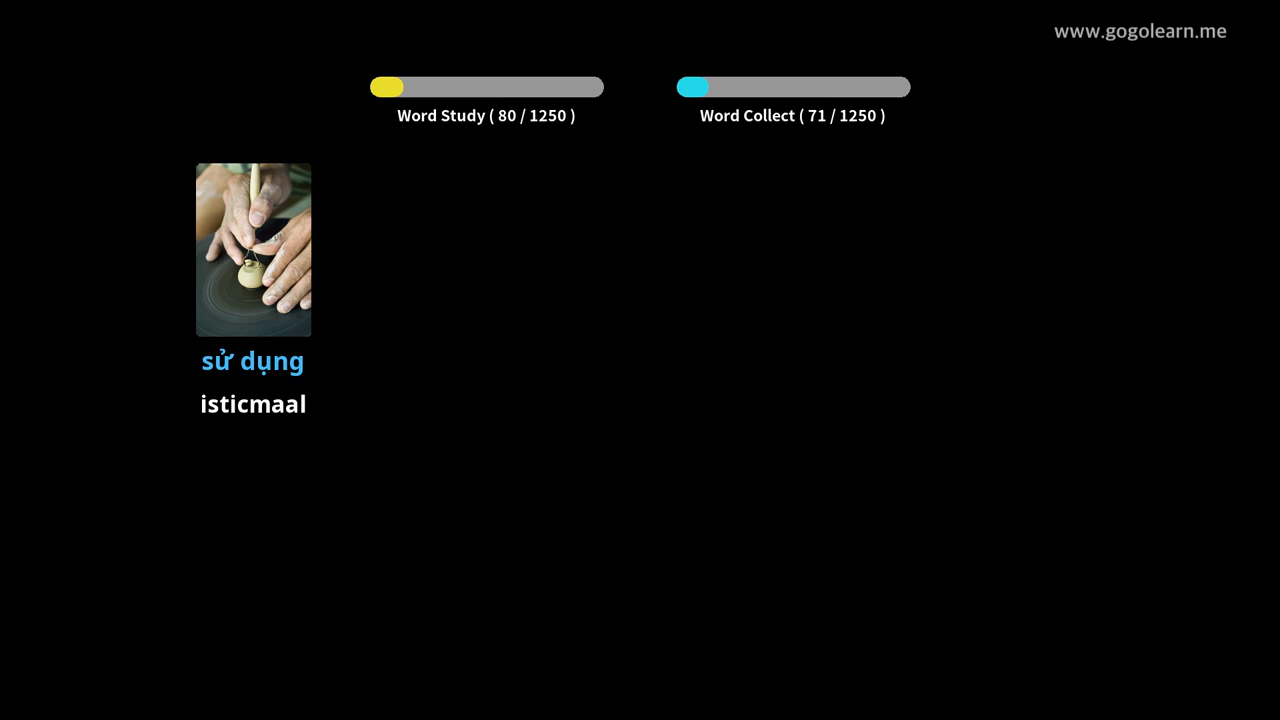 www.gogolearn.me
Word Study ( 80 / 1250 )
Word Collect ( 71 / 1250 )
sử dụng
isticmaal